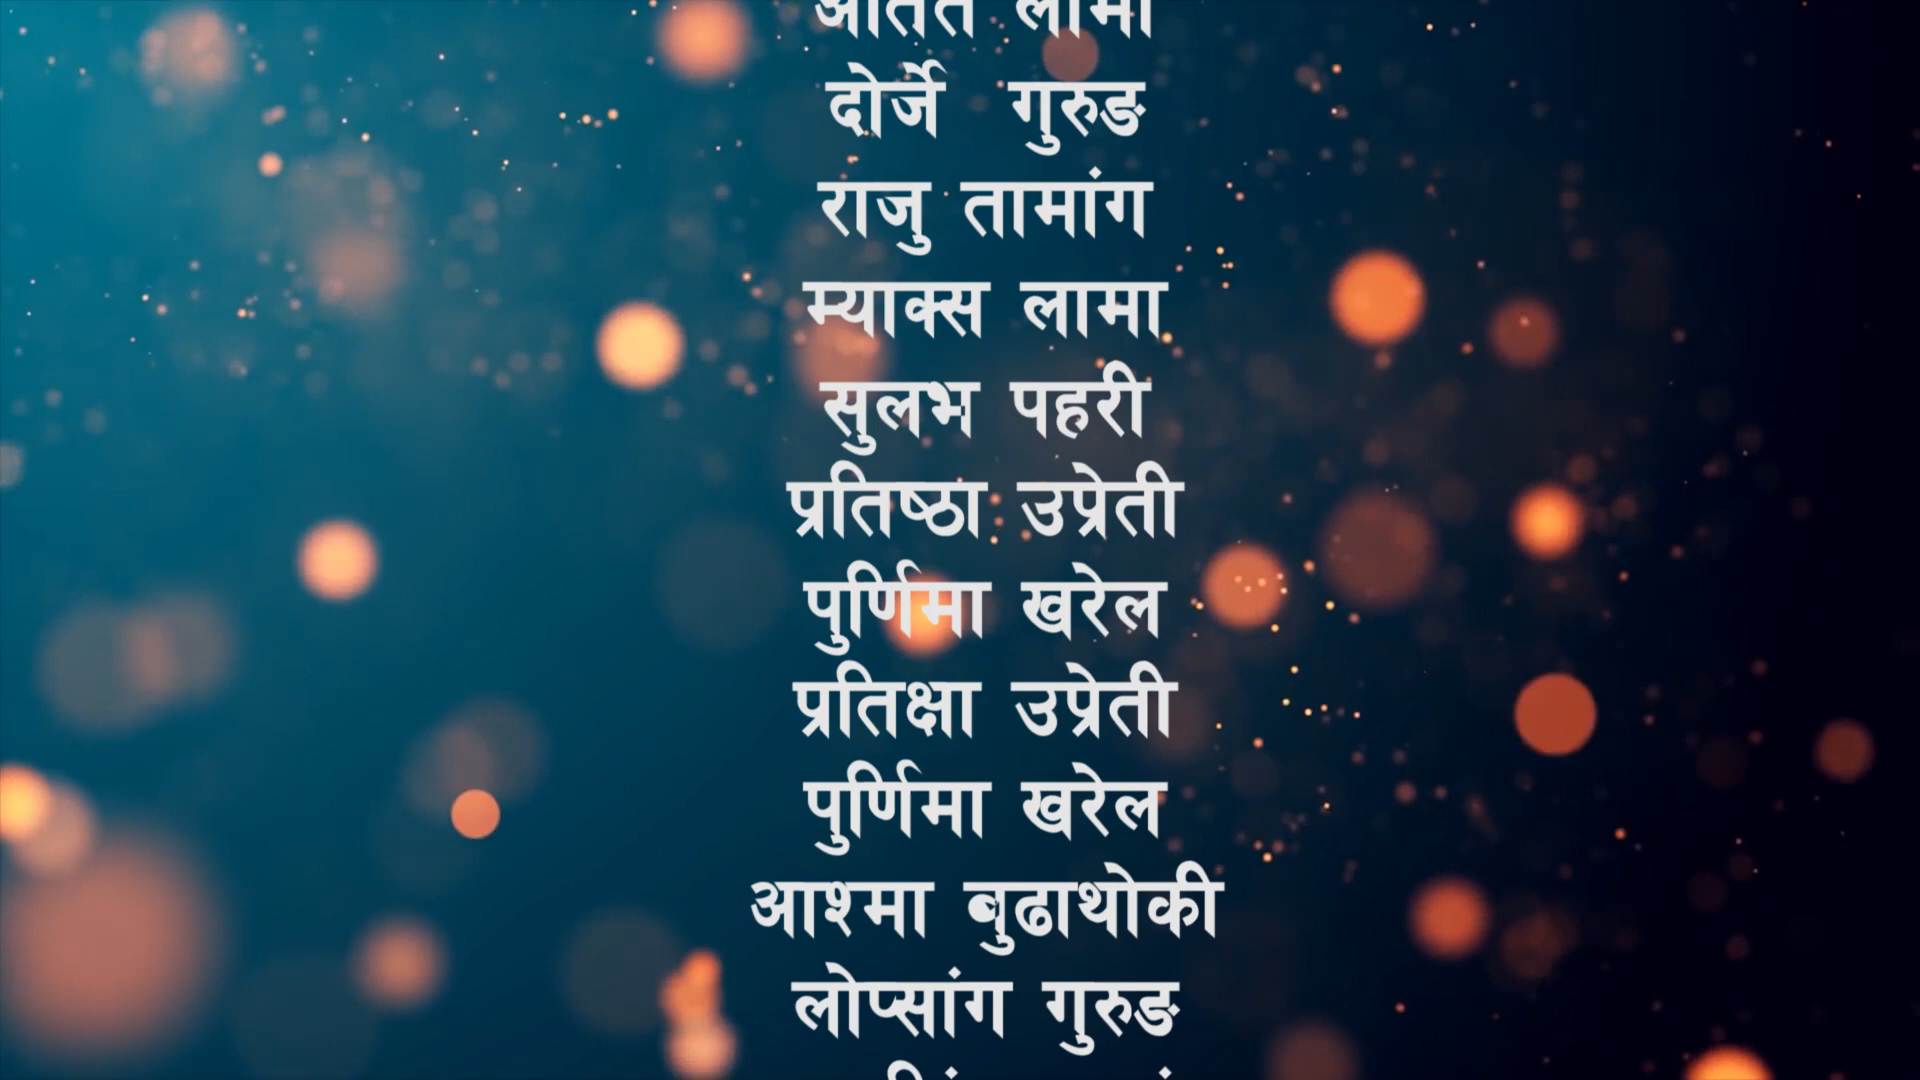 लामा
दोर्जे गुरुङ
राजु तामांग
म्याक्स लामा
सुलभ पहरी
प्रतिष्ठा उप्रेती
पुर्णिमा खरेल
प्रतिक्षा उप्रेती
पुर्णिमा खरेल
आश्मा बुढाथोकी
लोप्सांग गुरुङ